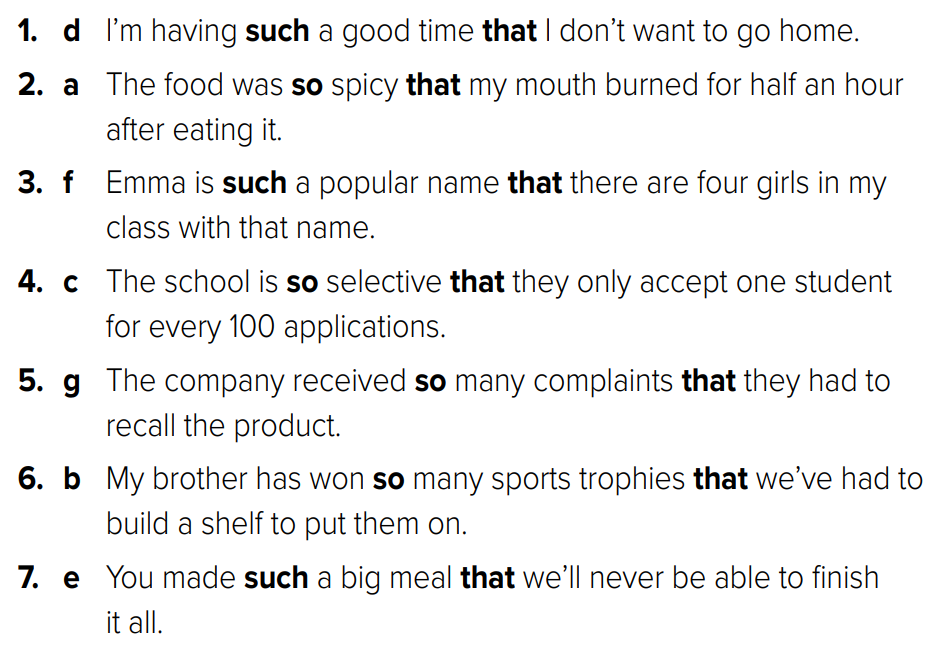 1. d I’m having such a good time that I don’t want to go home.
2. a The food was so spicy that my mouth burned for half an hour
after eating it.
3. f Emma is such a popular name that there are four girls in my
class with that name.
4. c The school is so selective that they only accept one student
for every 100 applications.
5. g The company received so many complaints that they had to
recall the product.
6. b My brother has won so many sports trophies that we’ve had to
build a shelf to put them on.
7. e You made such a big meal that we’ll never be able to finish
it all.